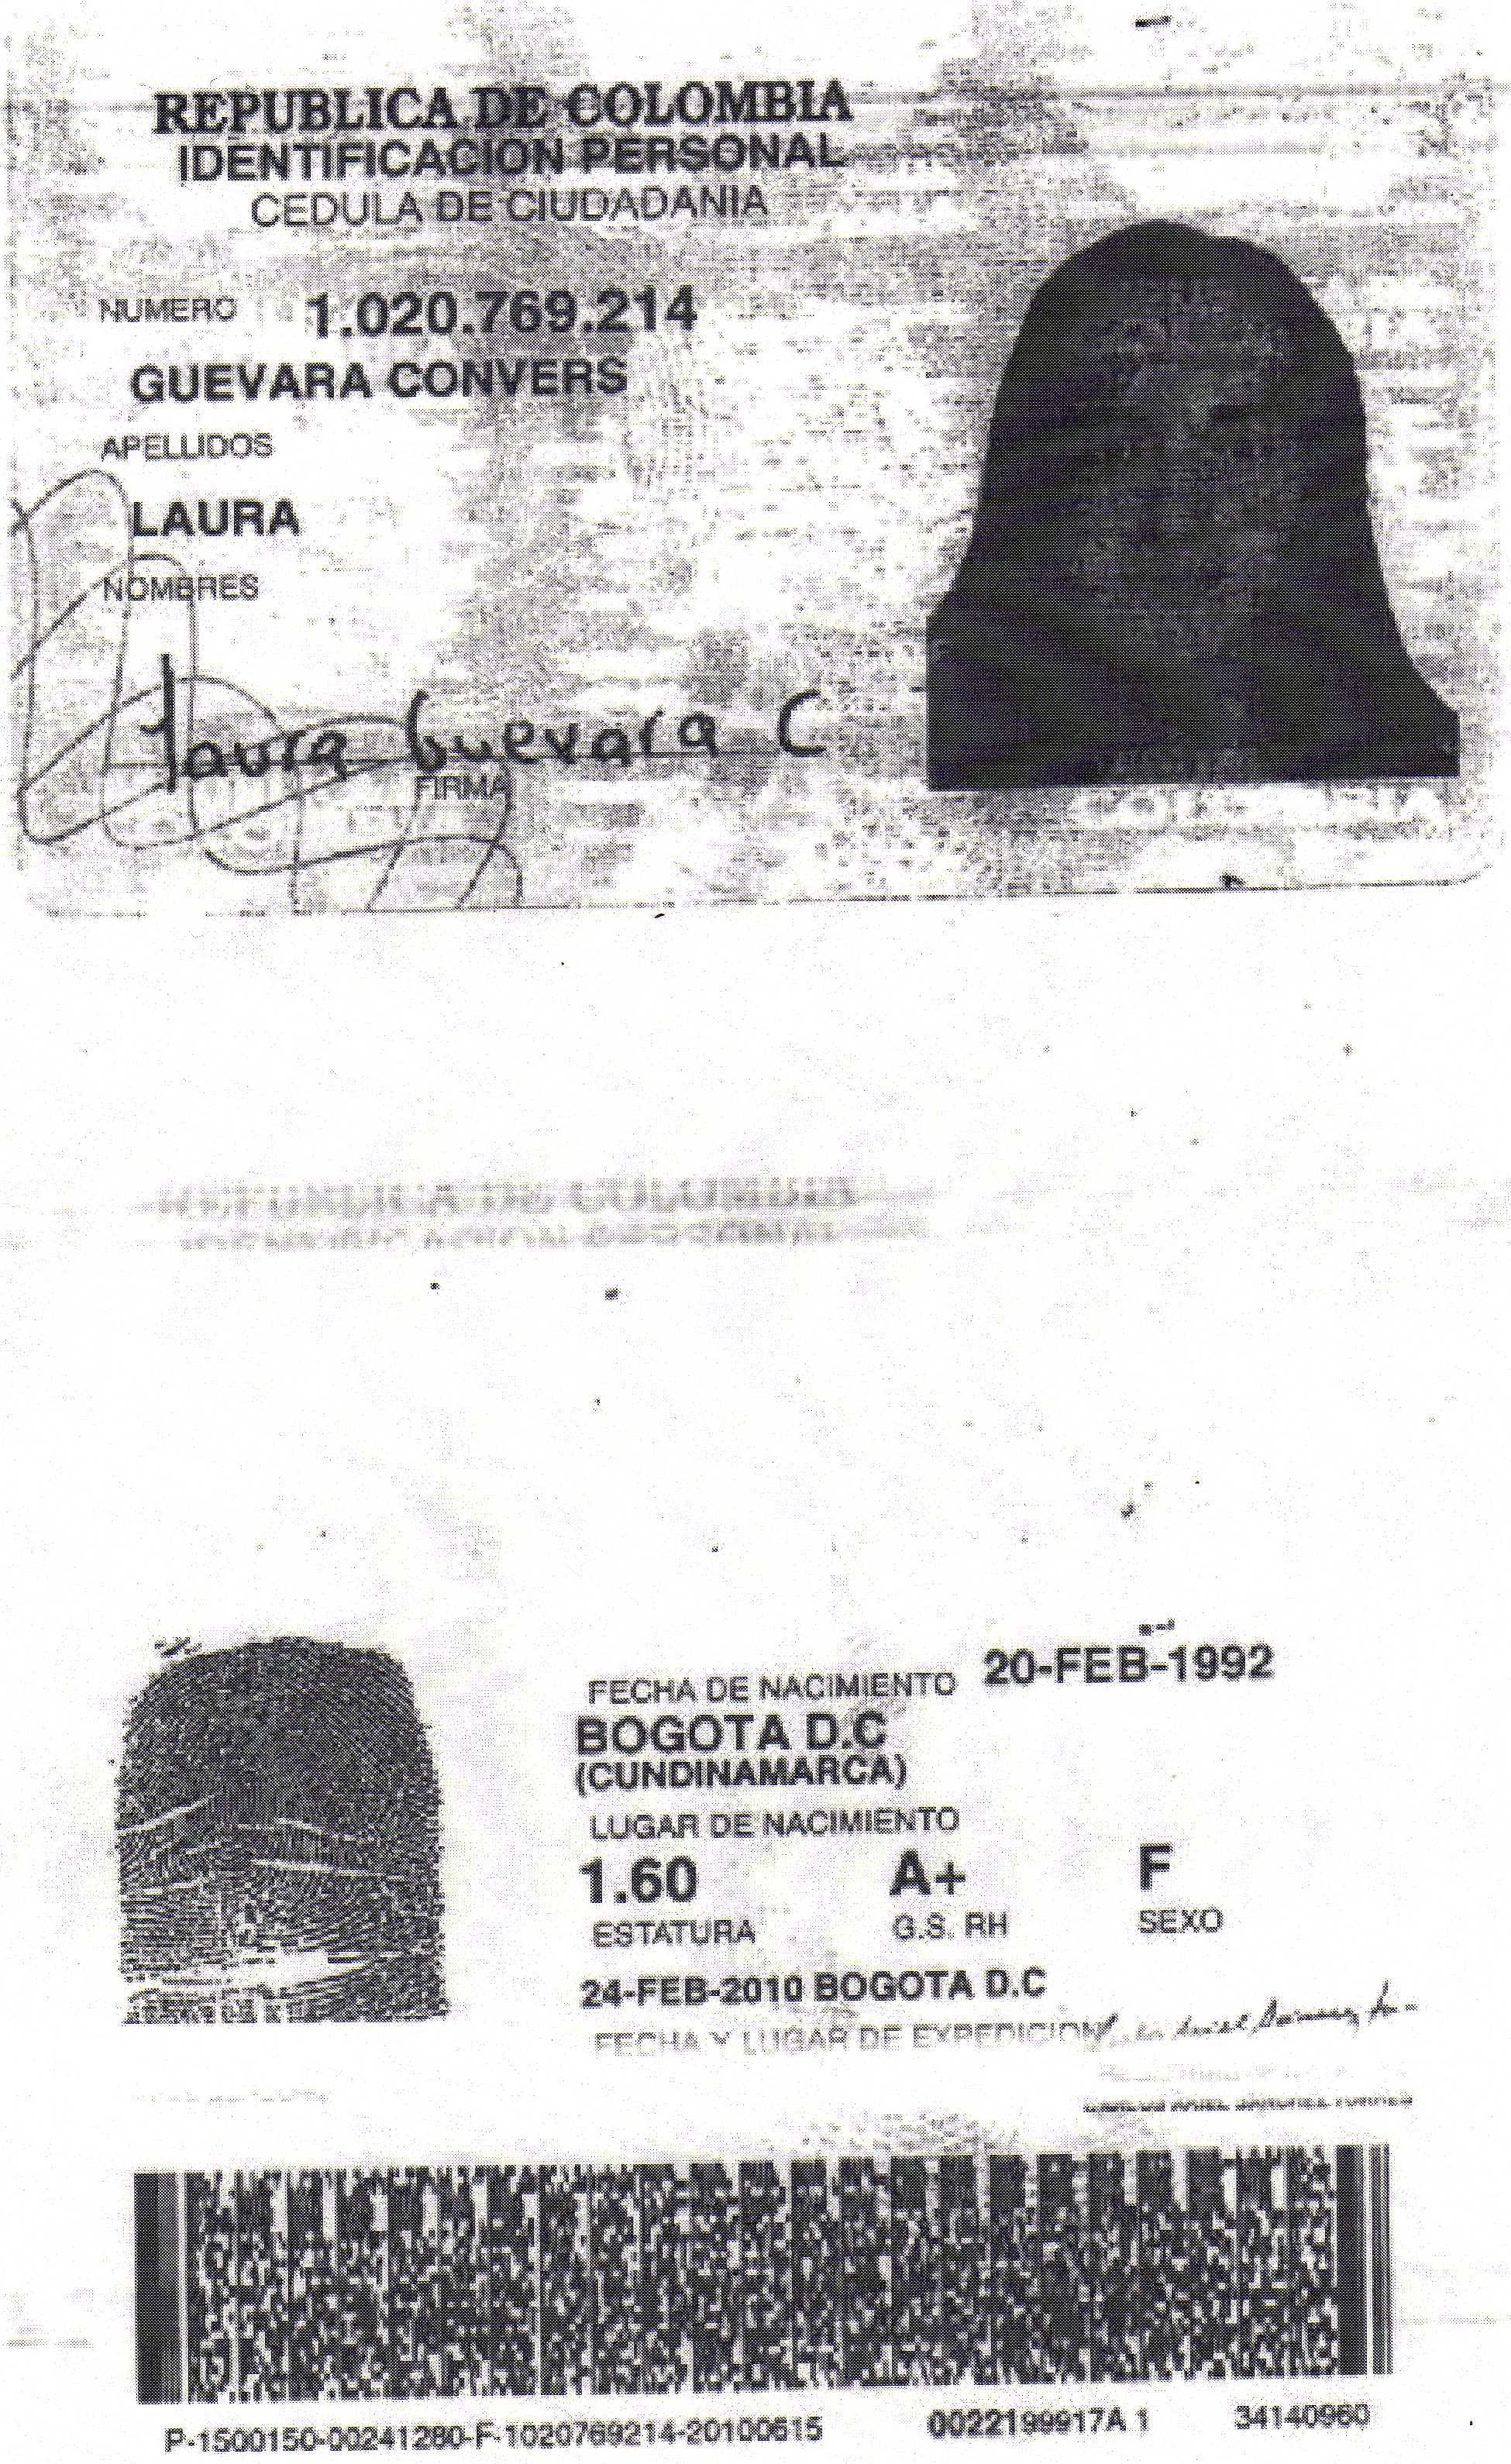 REPUBLICA DE COLOMBIA
IDENTIFICACION PERSONAL
CEDULA DE CIUDADANIA
NUMERO 1.020.769.214
GUEVARA CONVERS
APELLIDOS
LAURA
NOMBRES
Laura Guevara C
FIRMA
FECHA DE NACIMIENTO 20-FEB-1992
BOGOTA D.C
(CUNDINAMARCA)
LUGAR DE NACIMIENTO
1.60 A+ F
ESTATURA G.S. RH SEXO
24-FEB-2010 BOGOTA D.C
FECHA Y LUGAR DE EXPEDICION
P-1500150-00241280-F-1020769214-20100615 0022199917A 1 34140960